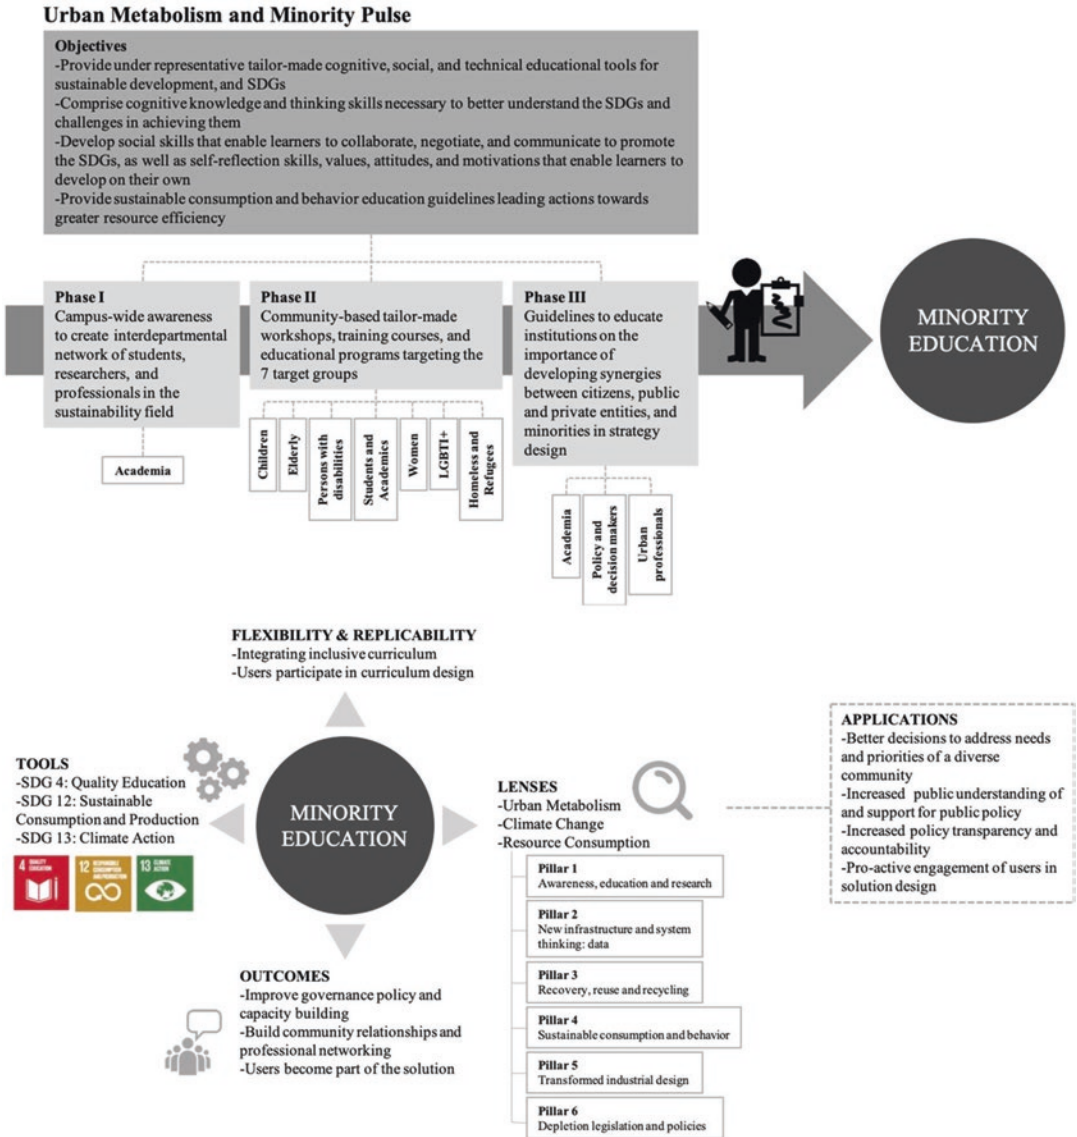 Urban Metabolism and Minority Pulse
Objectives
-Provide under representative tailor-made cognitive, social, and technical educational tools for
sustainable development, and SDGs
-Comprise cognitive knowledge and thinking skills necessary to better understand the SDGs and
challenges in achieving them
-Develop social skills that enable learners to collaborate, negotiate, and communicate to promote
the SDGs, as well as self-reflection skills, values, attitudes, and motivations that enable learners to
develop on their own
-Provide sustainable consumption and behavior education guidelines leading actions towards
greater resource efficiency
Phase I
Campus-wide awareness
to create interdepartmental
network of students,
researchers, and
professionals in the
sustainability field
Academia
Phase II
Community-based tailor-made
workshops, training courses, and
educational programs targeting the
7 target groups
Children
Elderly
Persons with
disabilities
Students and
Academics
Women
LGBTI+
Homeless and
Refugees
Phase III
Guidelines to educate
institutions on the
importance of
developing synergies
between citizens, public
and private entities, and
minorities in strategy
design
Academia
Policy and
decision makers
Urban
professionals
MINORITY
EDUCATION
FLEXIBILITY & REPLICABILITY
-Integrating inclusive curriculum
-Users participate in curriculum design
TOOLS
-SDG 4: Quality Education
-SDG 12: Sustainable
Consumption and Production
-SDG 13: Climate Action
4 QUALITY
EDUCATION
12 RESPONSIBLE
CONSUMPTION
AND PRODUCTION
13 CLIMATE
ACTION
MINORITY
EDUCATION
LENSES
-Urban Metabolism
-Climate Change
-Resource Consumption
Pillar 1
Awareness, education and research
Pillar 2
New infrastructure and system
thinking: data
Pillar 3
Recovery, reuse and recycling
Pillar 4
Sustainable consumption and behavior
Pillar 5
Transformed industrial design
Pillar 6
Depletion legislation and policies
APPLICATIONS
-Better decisions to address needs
and priorities of a diverse
community
-Increased public understanding of
and support for public policy
-Increased policy transparency and
accountability
-Pro-active engagement of users in
solution design
OUTCOMES
-Improve governance policy and
capacity building
-Build community relationships and
professional networking
-Users become part of the solution